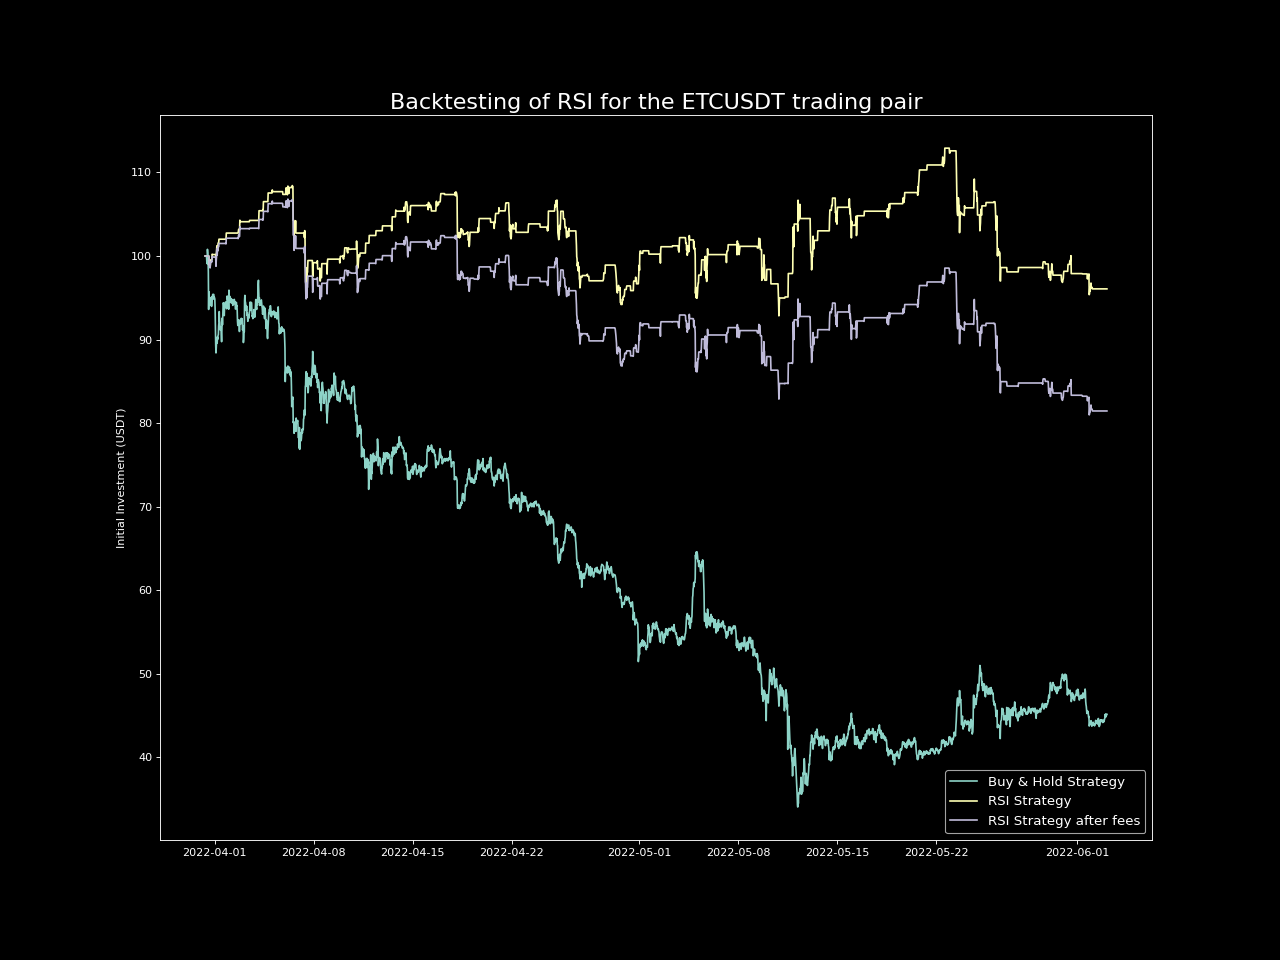 Backtesting of RSI for the ETCUSDT trading pair
Initial Investment (USDT)
110
100
90
80
70
60
50
40
2022-04-01 2022-04-08 2022-04-15 2022-04-22 2022-05-01 2022-05-08 2022-05-15 2022-05-22 2022-06-01
Buy & Hold Strategy
RSI Strategy
RSI Strategy after fees